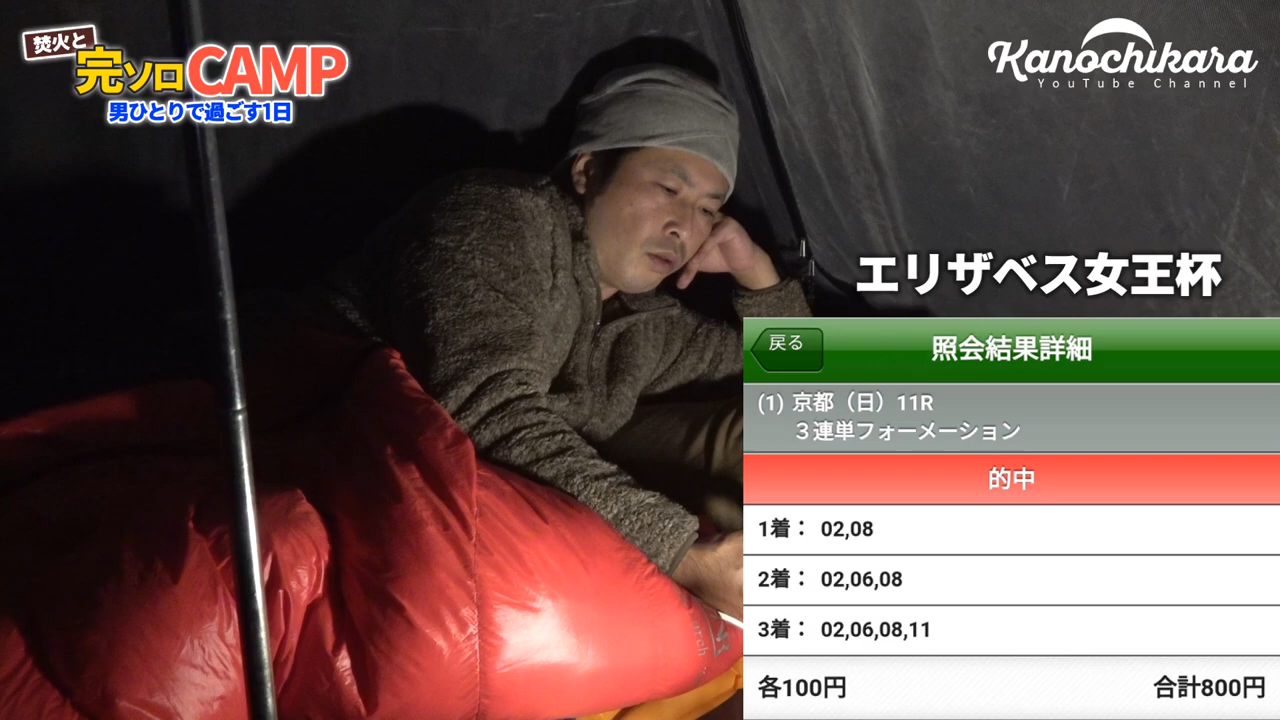 焚火と
完ソロCAMP
男ひとりで過ごす1日
Kanochikara
YouTube Channel
エリザベス女王杯
戻る
照会結果詳細
(1) 京都（日）11R
３連単フォーメーション
的中
1着： 02,08
2着： 02,06,08
3着： 02,06,08,11
各100円
合計800円
arch